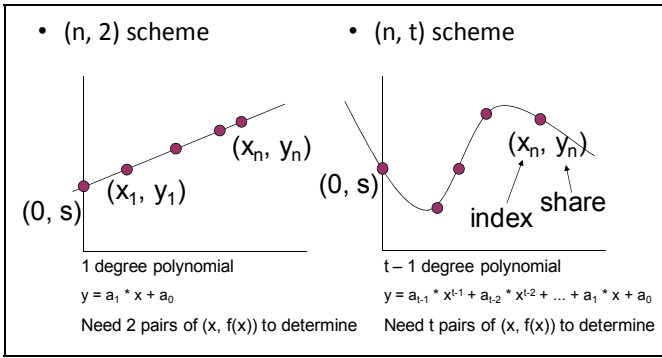 • (n, 2) scheme
(xₙ, yₙ)
(x₁, y₁)
(0, s)
1 degree polynomial
y = a₁ * x + a₀
Need 2 pairs of (x, f(x)) to determine
• (n, t) scheme
(xₙ, yₙ)
(0, s)
share
index
t – 1 degree polynomial
y = aₜ₋₁ * xᵗ⁻¹ + aₜ₋₂ * xᵗ⁻² + ... + a₁ * x + a₀
Need t pairs of (x, f(x)) to determine